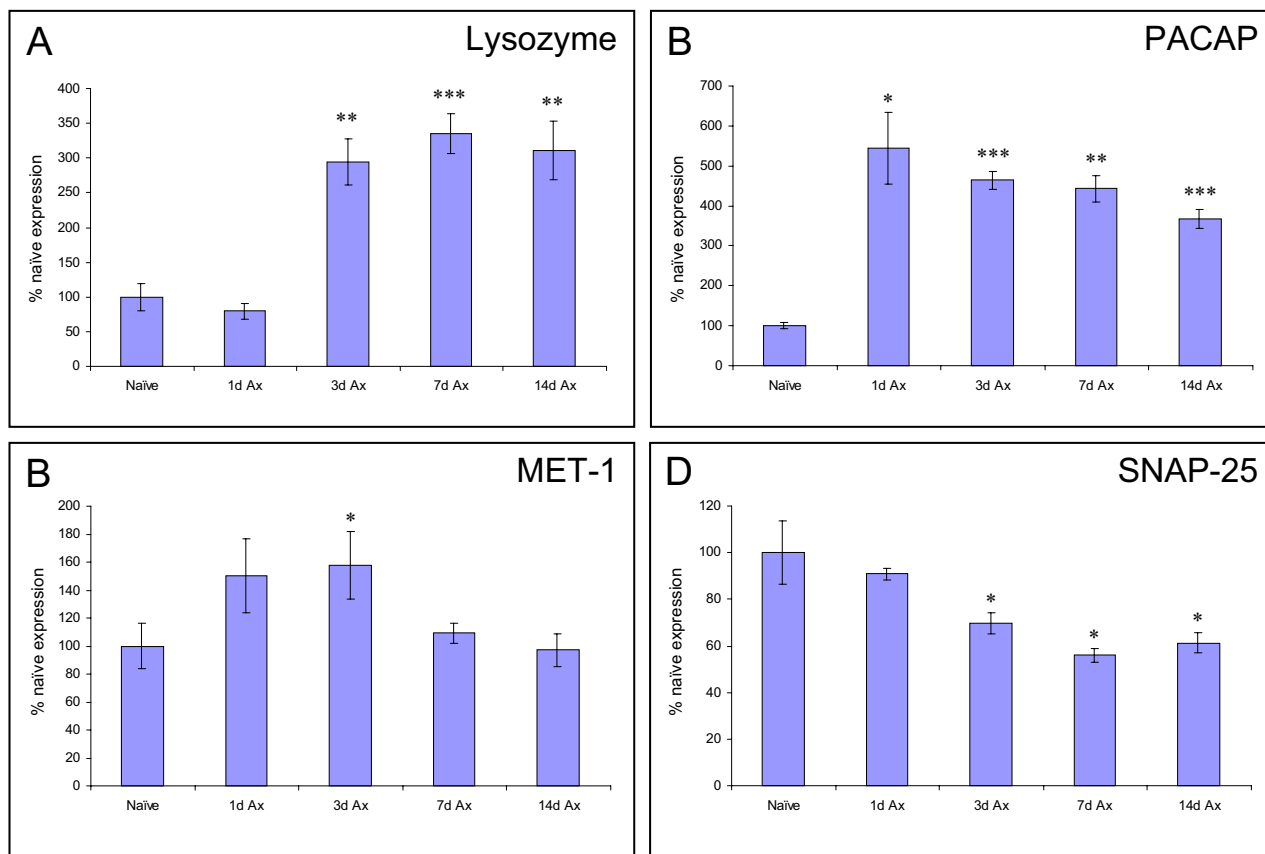 A
Lysozyme
% naïve expression
400
350
300
250
200
150
100
50
0
**
***
**
Naïve
1d Ax
3d Ax
7d Ax
14d Ax
B
PACAP
% naïve expression
700
600
500
400
300
200
100
0
*
***
**
***
Naïve
1d Ax
3d Ax
7d Ax
14d Ax
B
MET-1
% naïve expression
200
180
160
140
120
100
80
60
40
20
0
*
Naïve
1d Ax
3d Ax
7d Ax
14d Ax
D
SNAP-25
% naïve expression
120
100
80
60
40
20
0
*
*
*
Naïve
1d Ax
3d Ax
7d Ax
14d Ax